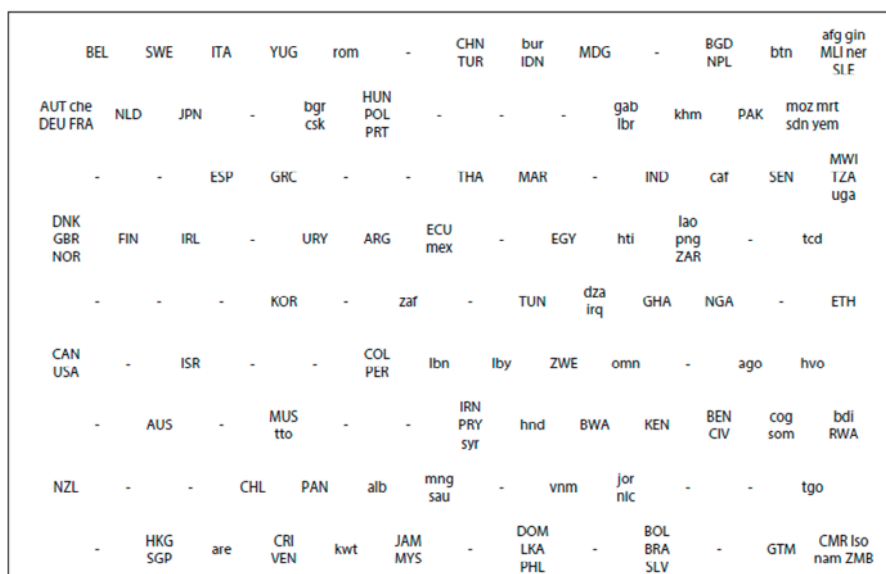 BEL SWE ITA YUG rom - CHN TUR bur IDN MDG - BGD NPL btn afg gin MLI ner SLE
AUT che DEU FRA NLD JPN - bgr csk HUN POL PRT - - - gab lbr khm PAK moz mrt sdn yem
- - ESP GRC - - THA MAR - IND caf SEN MWI TZA uga
DNK GBR NOR FIN IRL - URY ARG ECU mex - EGY hti lao png ZAR - tcd
- - - KOR - zaf - TUN dza irq GHA NGA - ETH
CAN USA - ISR - - COL PER lbn lby ZWE omn - ago hvo
- AUS - MUS tto - - IRN PRY syr hnd BWA KEN BEN CIV cog som bdi RWA
NZL - - CHL PAN alb mng sau - vnm jor nic - - tgo
- HKG SGP are CRI VEN kwt JAM MYS - DOM LKA PHL - BOL BRA SLV - GTM CMR lso nam ZMB